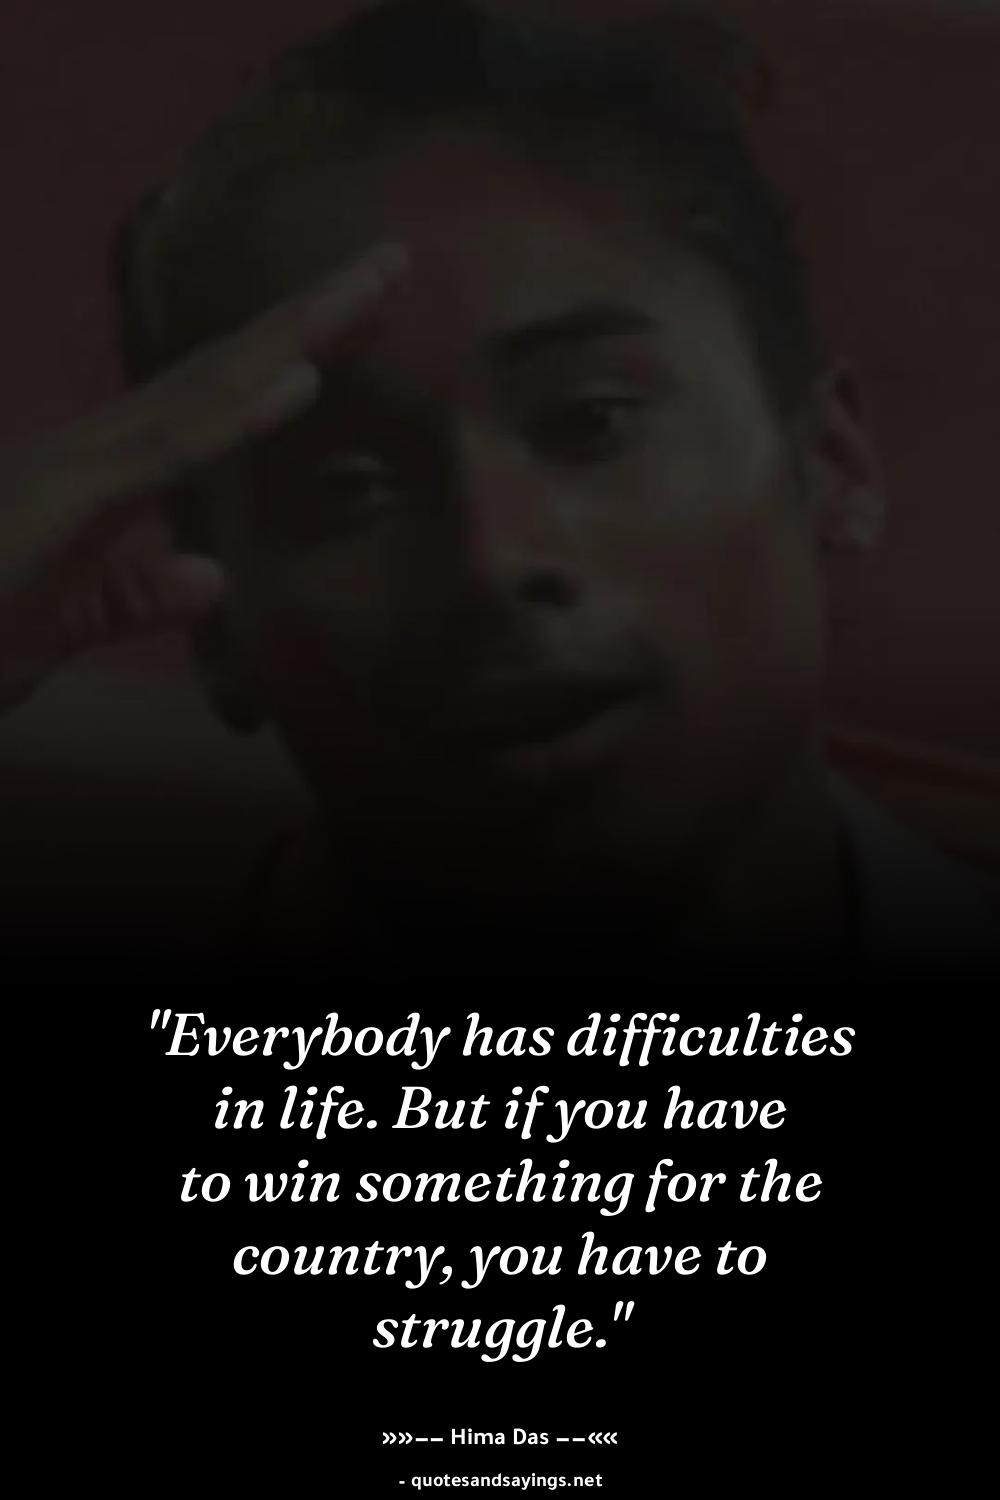 "Everybody has difficulties
in life. But if you have
to win something for the
country, you have to
struggle."
»»−− Hima Das −−««
- quotesandsayings.net